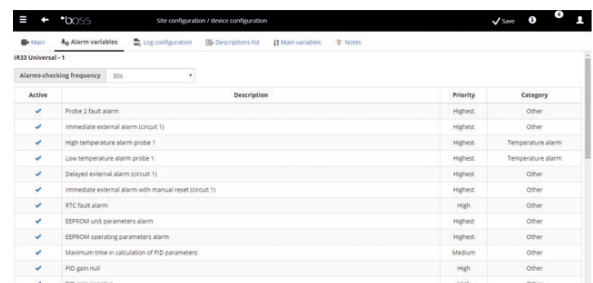 boss
Site configuration / device configuration
Save
Main Alarm variables Log configuration Descriptions list Main variables Notes
IR33 Universal - 1
Alarms-checking frequency 30s
Active Description Priority Category
Probe 2 fault alarm Highest Other
Immediate external alarm (circuit 1) Highest Other
High temperature alarm probe 1 Highest Temperature alarm
Low temperature alarm probe 1 Highest Temperature alarm
Delayed external alarm (circuit 1) Highest Other
Immediate external alarm with manual reset (circuit 1) Highest Other
RTC fault alarm High Other
EEPROM unit parameters alarm Highest Other
EEPROM operating parameters alarm Highest Other
Maximum time in calculation of PID parameters Medium Other
PID gain null High Other